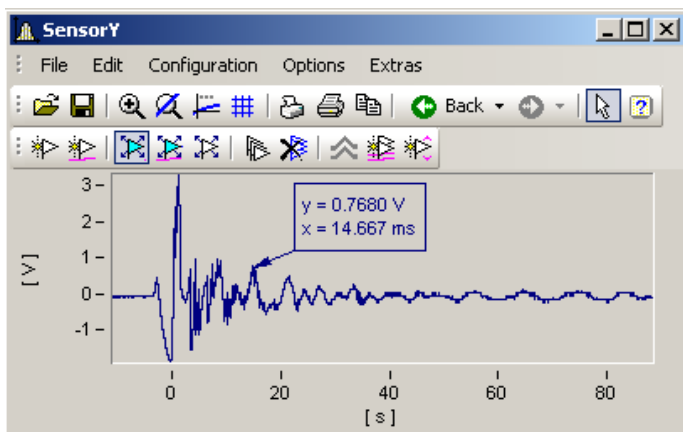 SensorY
File Edit Configuration Options Extras
Back
3
2
1
0
-1
[ V ]
y = 0.7680 V
x = 14.667 ms
0 20 40 60 80
[ s ]